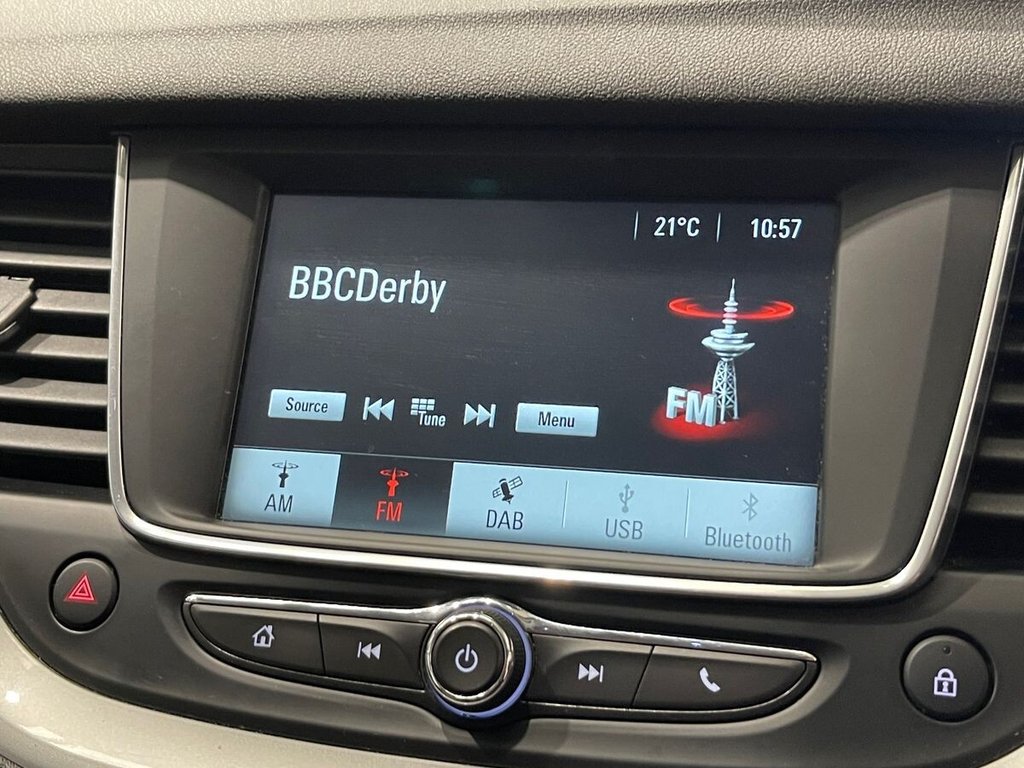 21°C 10:57
BBCDerby
FM
Source Tune Menu
AM FM DAB USB Bluetooth